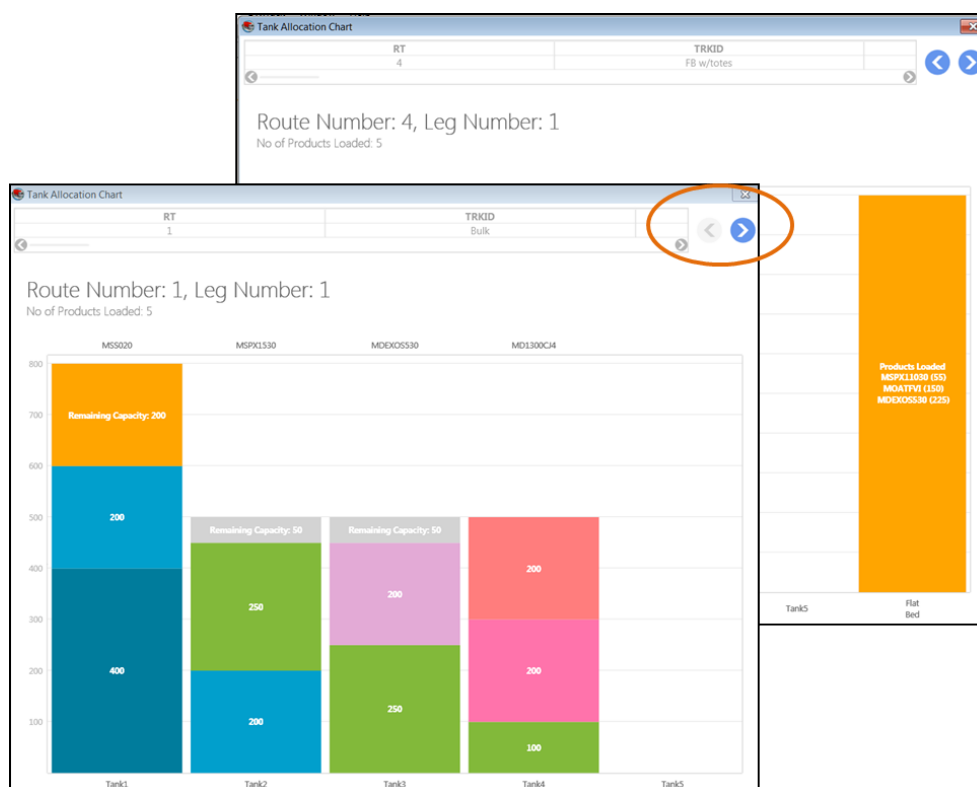 Tank Allocation Chart
RT TRKID
4 FB w/totes
Route Number: 4, Leg Number: 1
No of Products Loaded: 5
Products Loaded
MSPX11030 (55)
MOATFVI (150)
MDEXOS530 (225)
Tank5 Flat
Bed
Tank Allocation Chart
RT TRKID
1 Bulk
Route Number: 1, Leg Number: 1
No of Products Loaded: 5
MS5020 MSPX1530 MDEXOS530 MD1300CJ4
800
Remaining Capacity: 200
700
600
200
500
Remaining Capacity: 50 Remaining Capacity: 50
400
200 200
250
300
400 200
200
250
200
100
100
Tank1 Tank2 Tank3 Tank4 Tank5